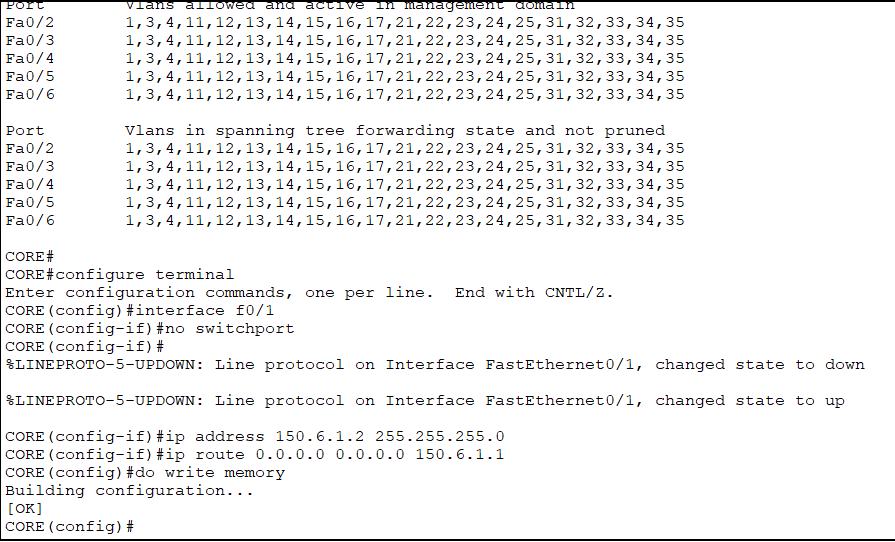 Port        Vlans allowed and active in management domain
Fa0/2       1,3,4,11,12,13,14,15,16,17,21,22,23,24,25,31,32,33,34,35
Fa0/3       1,3,4,11,12,13,14,15,16,17,21,22,23,24,25,31,32,33,34,35
Fa0/4       1,3,4,11,12,13,14,15,16,17,21,22,23,24,25,31,32,33,34,35
Fa0/5       1,3,4,11,12,13,14,15,16,17,21,22,23,24,25,31,32,33,34,35
Fa0/6       1,3,4,11,12,13,14,15,16,17,21,22,23,24,25,31,32,33,34,35
Port        Vlans in spanning tree forwarding state and not pruned
Fa0/2       1,3,4,11,12,13,14,15,16,17,21,22,23,24,25,31,32,33,34,35
Fa0/3       1,3,4,11,12,13,14,15,16,17,21,22,23,24,25,31,32,33,34,35
Fa0/4       1,3,4,11,12,13,14,15,16,17,21,22,23,24,25,31,32,33,34,35
Fa0/5       1,3,4,11,12,13,14,15,16,17,21,22,23,24,25,31,32,33,34,35
Fa0/6       1,3,4,11,12,13,14,15,16,17,21,22,23,24,25,31,32,33,34,35
CORE#
CORE#configure terminal
Enter configuration commands, one per line.  End with CNTL/Z.
CORE(config)#interface f0/1
CORE(config-if)#no switchport
CORE(config-if)#
%LINEPROTO-5-UPDOWN: Line protocol on Interface FastEthernet0/1, changed state to down
%LINEPROTO-5-UPDOWN: Line protocol on Interface FastEthernet0/1, changed state to up
CORE(config-if)#ip address 150.6.1.2 255.255.255.0
CORE(config-if)#ip route 0.0.0.0 0.0.0.0 150.6.1.1
CORE(config)#do write memory
Building configuration...
[OK]
CORE(config)#